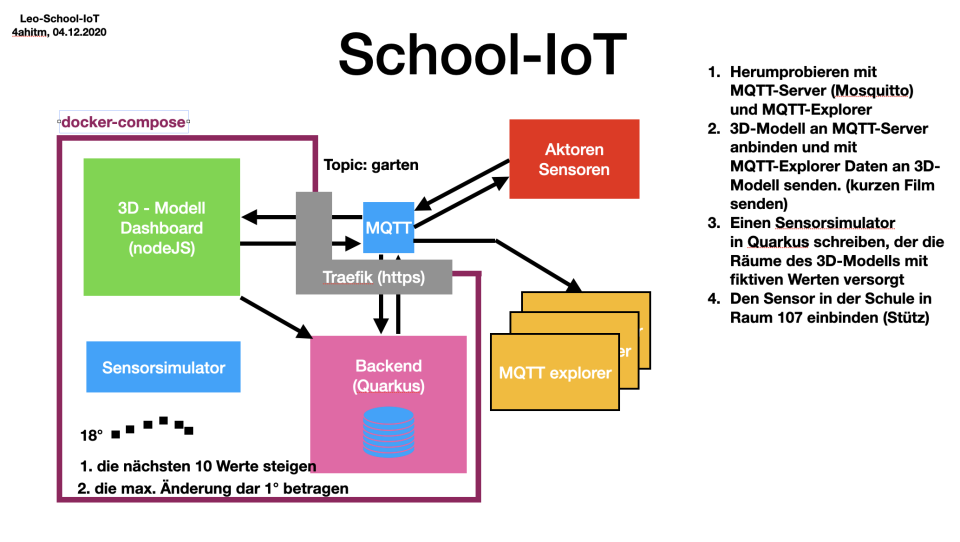 Leo-School-IoT
4ahitm, 04.12.2020
School-IoT
docker-compose
3D - Modell
Dashboard
(nodeJS)
Topic: garten
MQTT
Aktoren
Sensoren
Traefik (https)
Sensorsimulator
Backend
(Quarkus)
MQTT explorer
er
r
18°
1. die nächsten 10 Werte steigen
2. die max. Änderung dar 1° betragen
1. Herumprobieren mit
MQTT-Server (Mosquitto)
und MQTT-Explorer
2. 3D-Modell an MQTT-Server
anbinden und mit
MQTT-Explorer Daten an 3D-
Modell senden. (kurzen Film
senden)
3. Einen Sensorsimulator
in Quarkus schreiben, der die
Räume des 3D-Modells mit
fiktiven Werten versorgt
4. Den Sensor in der Schule in
Raum 107 einbinden (Stütz)